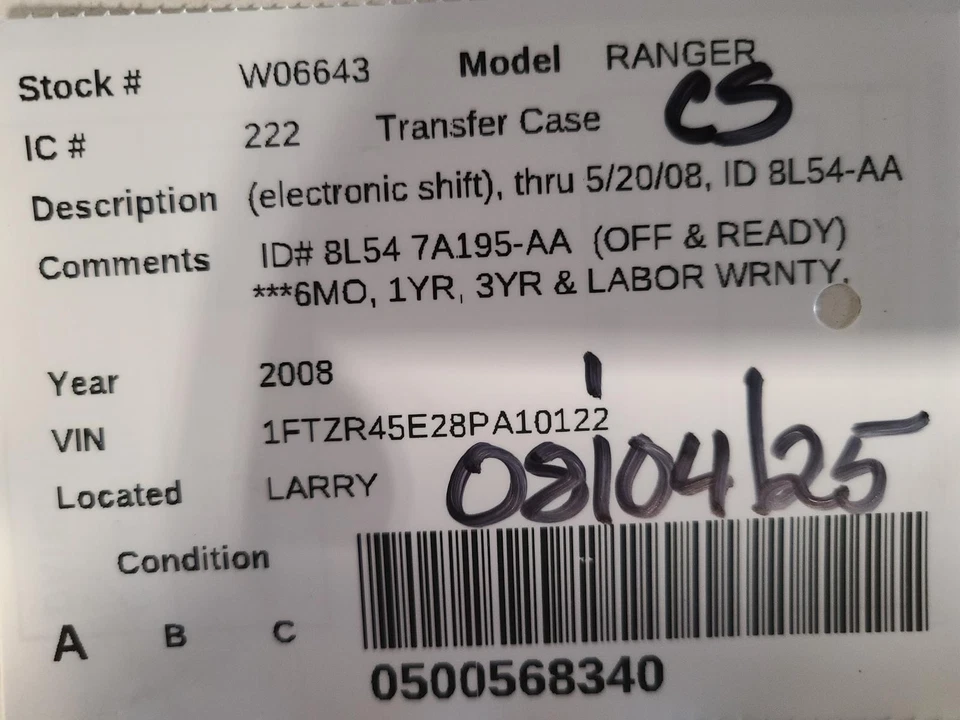 Stock # W06643 Model RANGER
CS
IC # 222 Transfer Case
Description (electronic shift), thru 5/20/08, ID 8L54-AA
Comments ID# 8L54 7A195-AA (OFF & READY)
***6MO, 1YR, 3YR & LABOR WRNTY.
Year 2008
VIN 1FTZR45E28PA10122
Located LARRY
08/04/25
Condition
A B C
0500568340